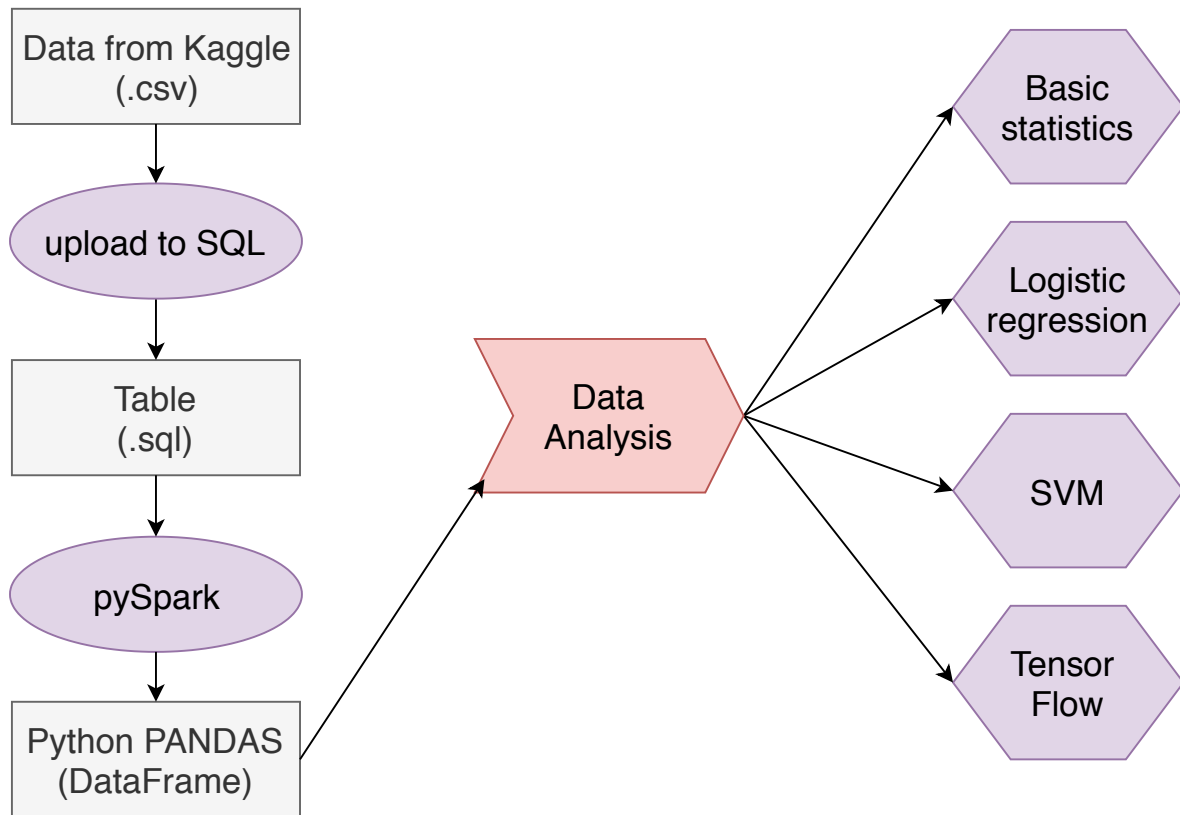 Data from Kaggle
(.csv)
upload to SQL
Table
(.sql)
pySpark
Python PANDAS
(DataFrame)
Data
Analysis
Basic
statistics
Logistic
regression
SVM
Tensor
Flow